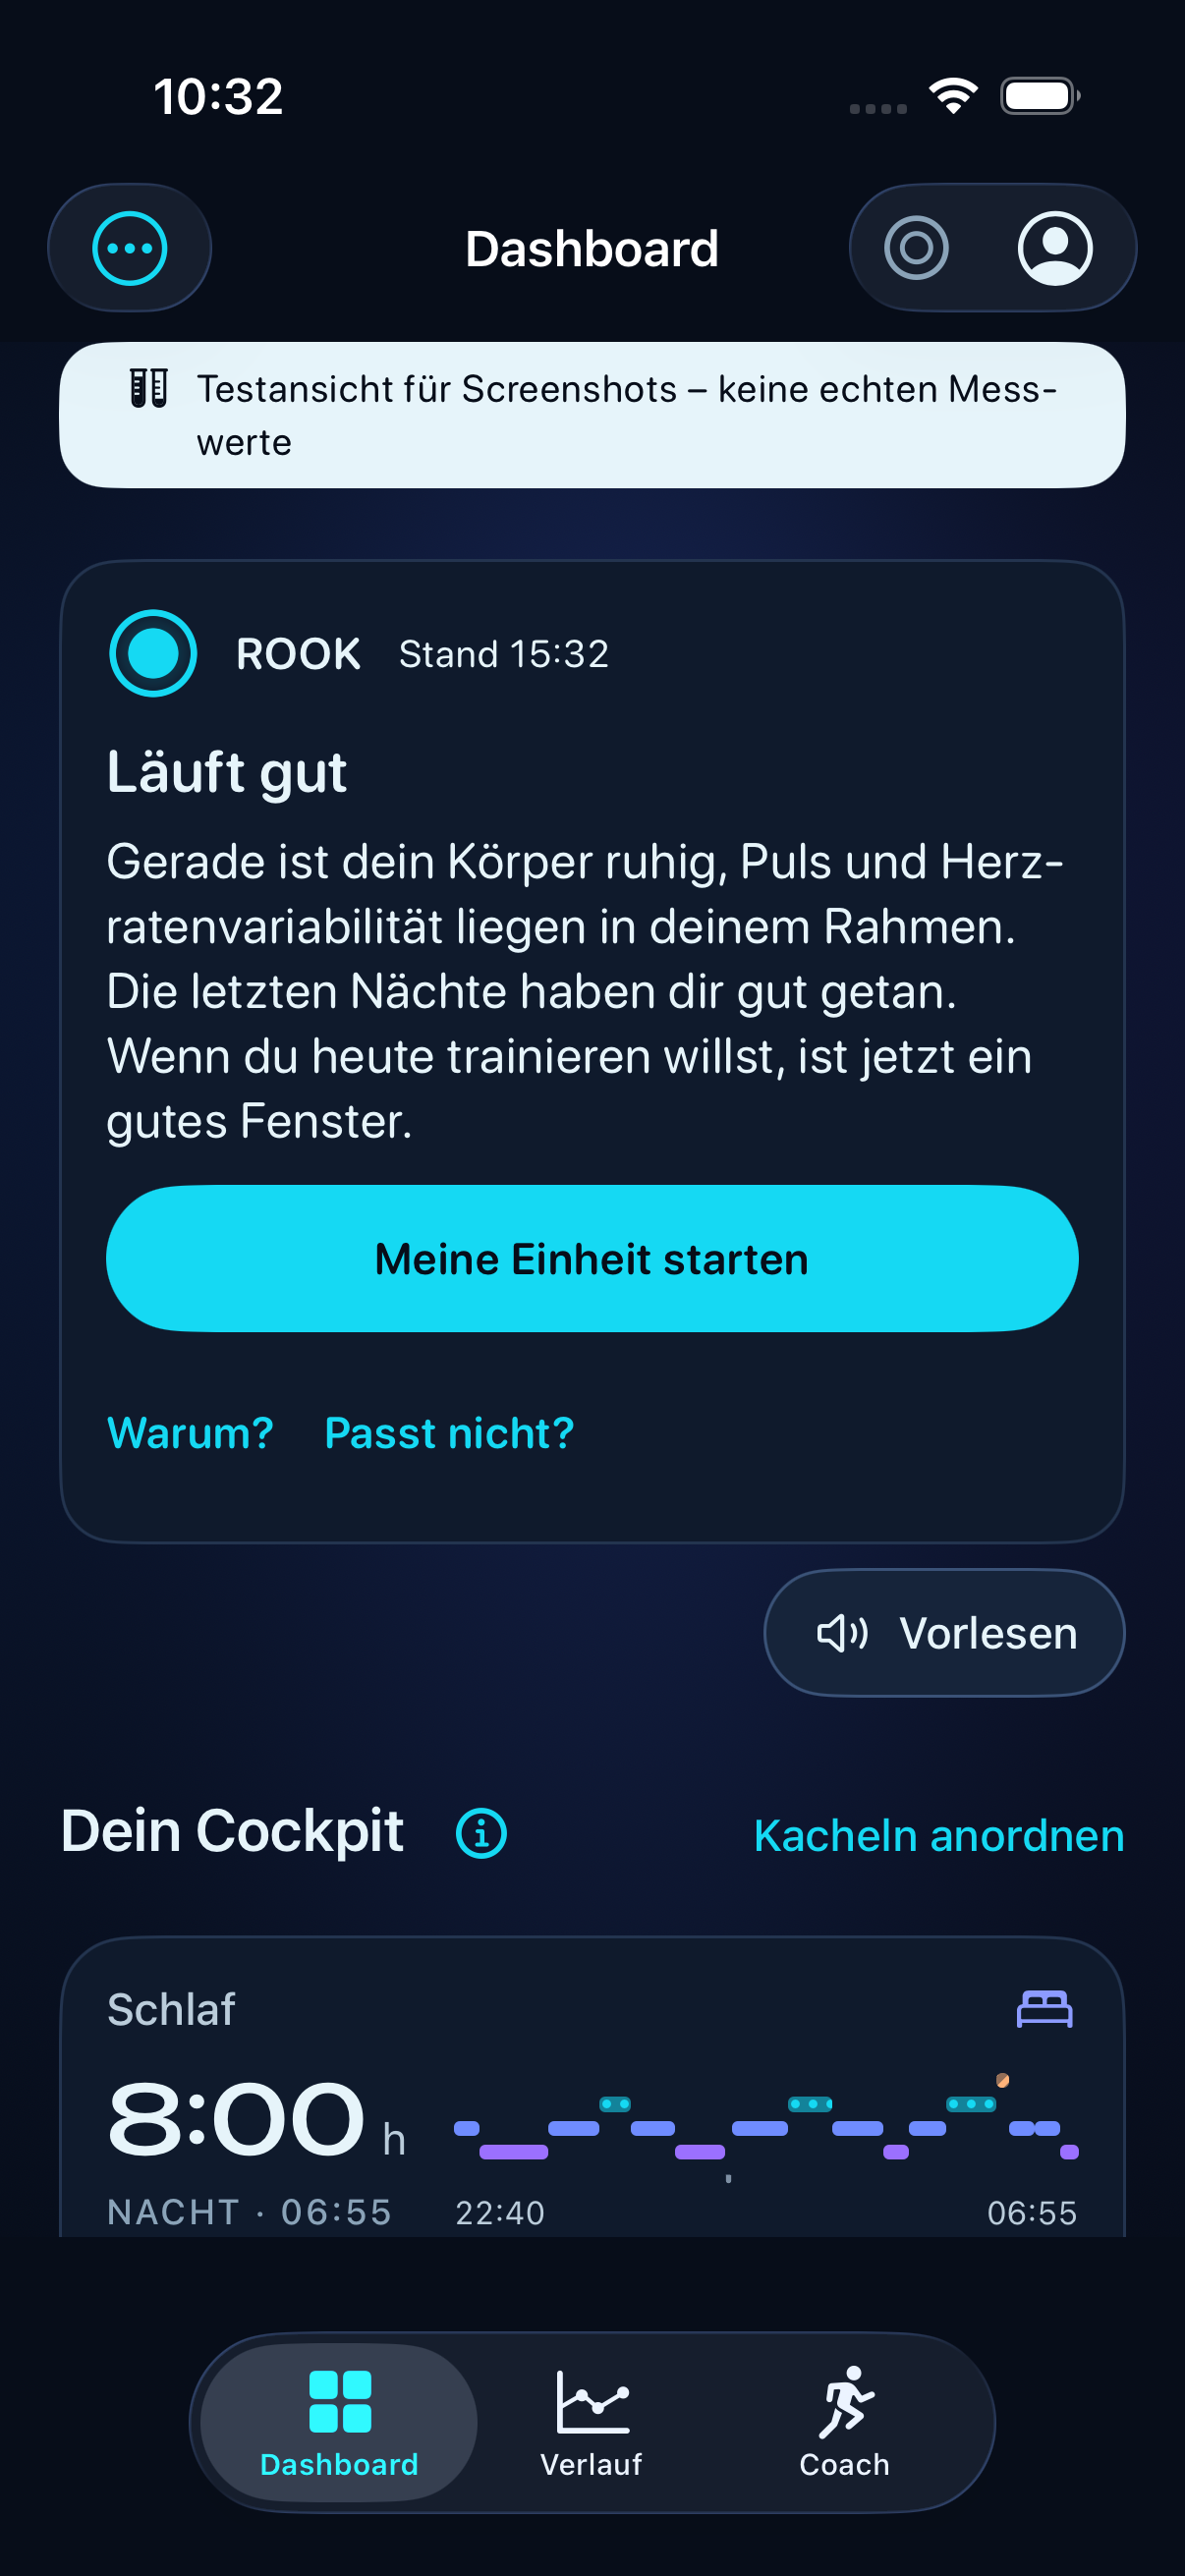 10:32
Dashboard
Testansicht für Screenshots – keine echten Mess-
werte
ROOK Stand 15:32
Läuft gut
Gerade ist dein Körper ruhig, Puls und Herz-
ratenvariabilität liegen in deinem Rahmen.
Die letzten Nächte haben dir gut getan.
Wenn du heute trainieren willst, ist jetzt ein
gutes Fenster.
Meine Einheit starten
Warum? Passt nicht?
Vorlesen
Dein Cockpit Kacheln anordnen
Schlaf
8:00 h
NACHT · 06:55 22:40 06:55
Dashboard Verlauf Coach